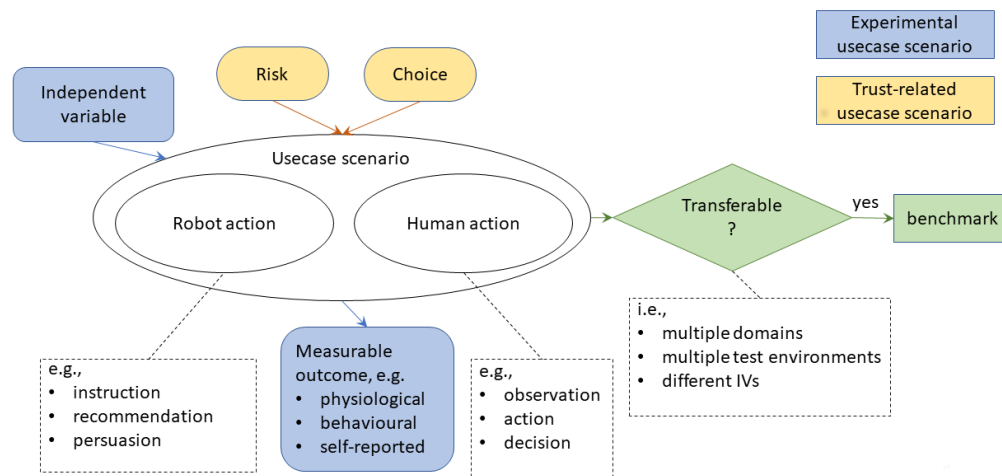 Experimental
usecase scenario
Trust-related
usecase scenario
Risk
Choice
Independent
variable
Usecase scenario
Robot action
Human action
Transferable
?
yes
benchmark
e.g.,
• instruction
• recommendation
• persuasion
Measurable
outcome, e.g.
• physiological
• behavioural
• self-reported
e.g.,
• observation
• action
• decision
i.e.,
• multiple domains
• multiple test environments
• different IVs